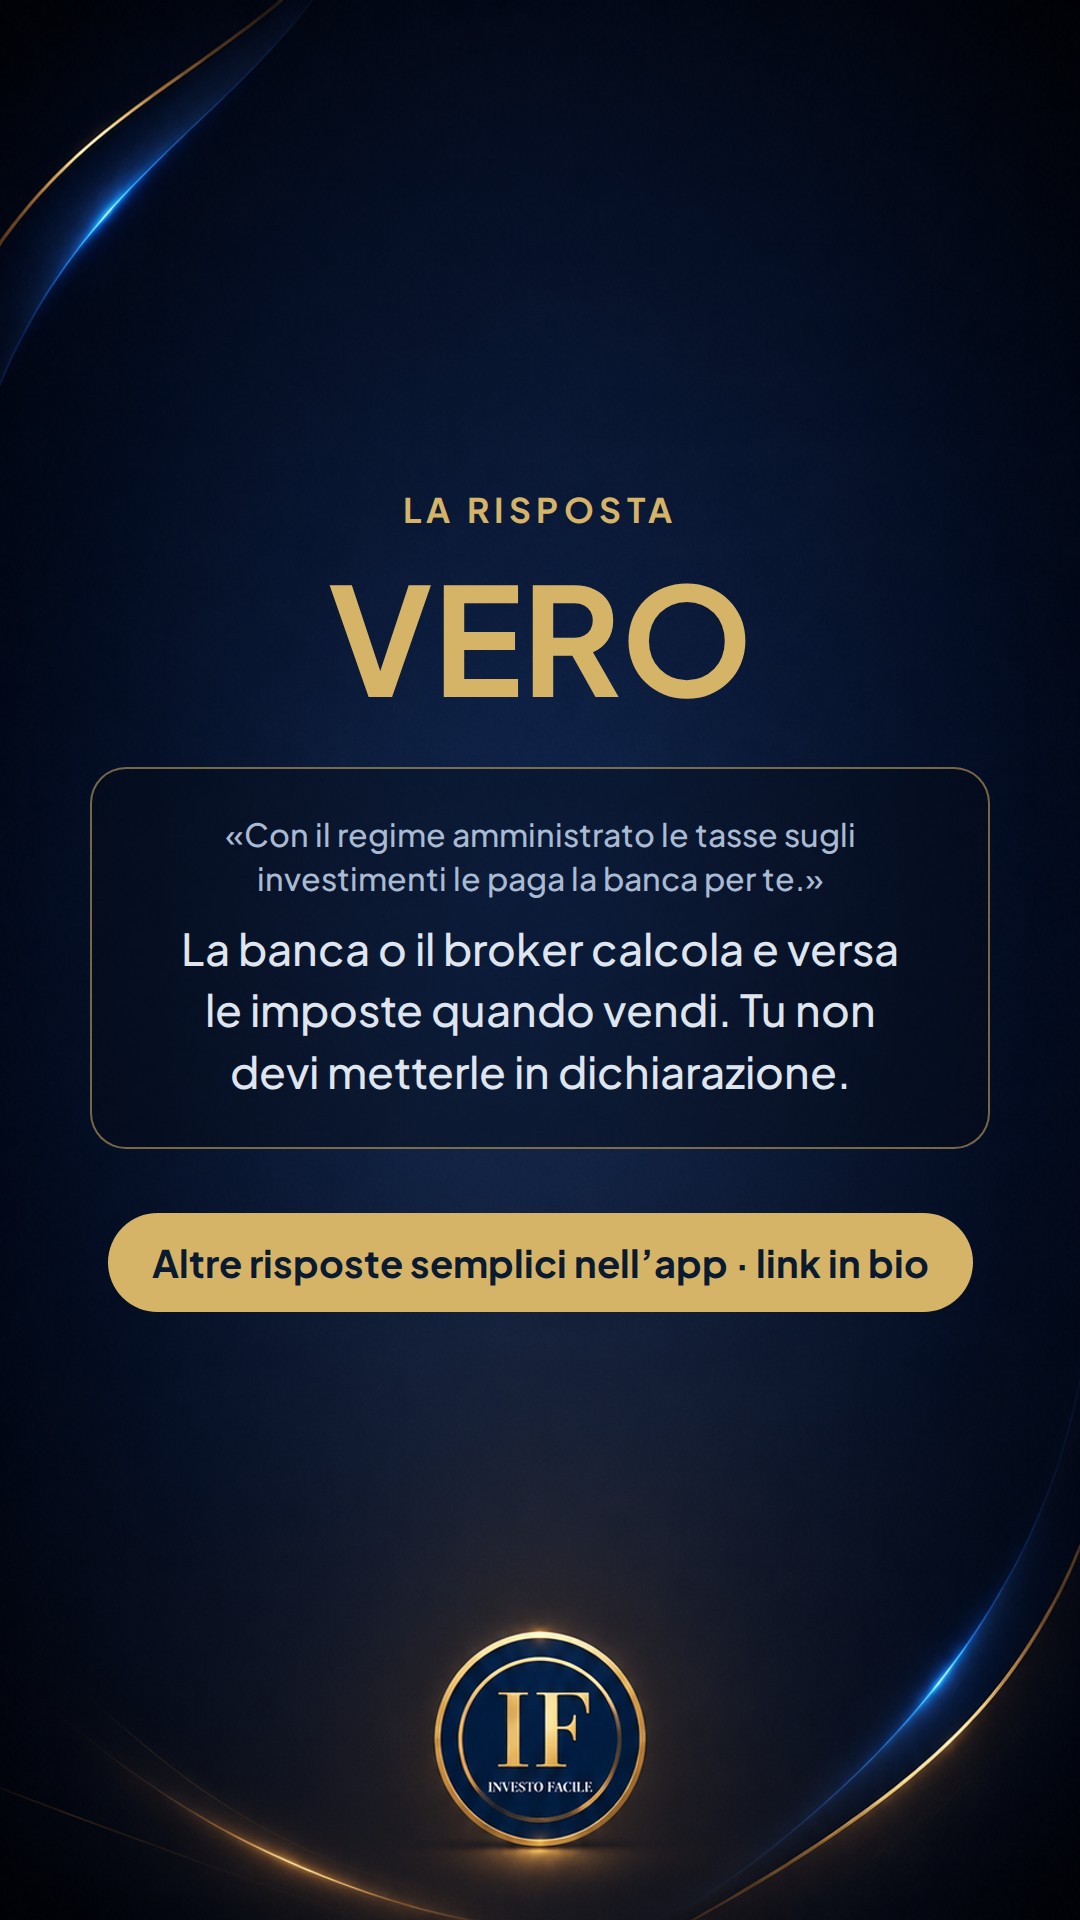 LA RISPOSTA
VERO
«Con il regime amministrato le tasse sugli
investimenti le paga la banca per te.»
La banca o il broker calcola e versa
le imposte quando vendi. Tu non
devi metterle in dichiarazione.
Altre risposte semplici nell’app · link in bio
IF
INVESTO FACILE